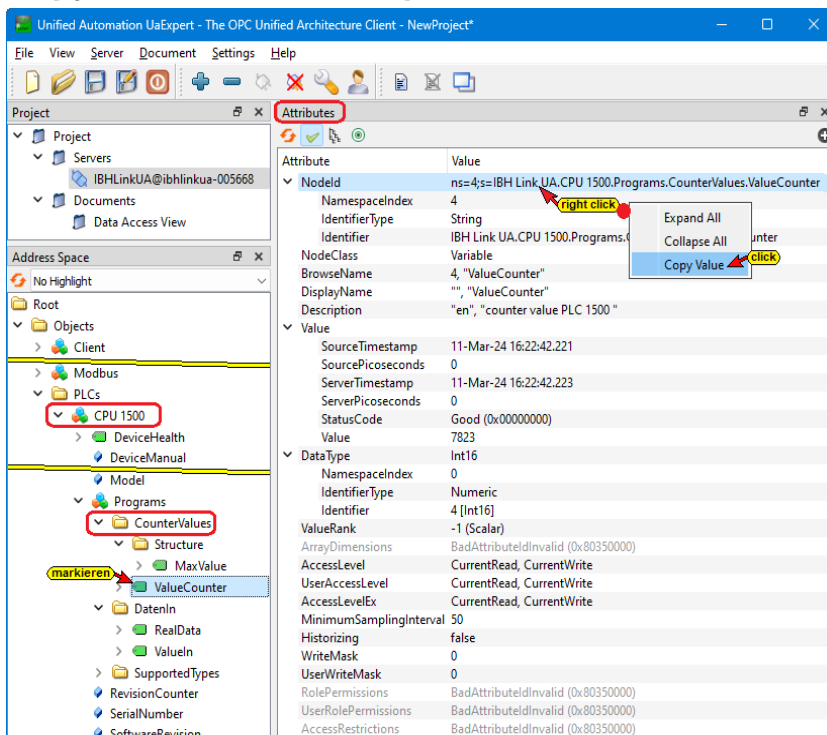 Unified Automation UaExpert - The OPC Unified Architecture Client - NewProject*
File View Server Document Settings Help
Project
Project
Servers
IBHLinkUA@ibhlinkua-005668
Documents
Data Access View
Address Space
No Highlight
Root
Objects
Client
Modbus
PLCs
CPU 1500
DeviceHealth
DeviceManual
Model
Programs
CounterValues
Structure
MaxValue
markieren
ValueCounter
DatenIn
RealData
ValueIn
SupportedTypes
RevisionCounter
SerialNumber
SoftwareRevision
Attributes
Attribute Value
NodeId ns=4;s=IBH Link UA.CPU 1500.Programs.CounterValues.ValueCounter
NamespaceIndex 4
right click
IdentifierType String
Identifier IBH Link UA.CPU 1500.Programs. unter
Expand All
Collapse All
Copy Value
click
NodeClass Variable
BrowseName 4, "ValueCounter"
DisplayName "", "ValueCounter"
Description "en", "counter value PLC 1500 "
Value
SourceTimestamp 11-Mar-24 16:22:42.221
SourcePicoseconds 0
ServerTimestamp 11-Mar-24 16:22:42.223
ServerPicoseconds 0
StatusCode Good (0x00000000)
Value 7823
DataType Int16
NamespaceIndex 0
IdentifierType Numeric
Identifier 4 [Int16]
ValueRank -1 (Scalar)
ArrayDimensions BadAttributeIdInvalid (0x80350000)
AccessLevel CurrentRead, CurrentWrite
UserAccessLevel CurrentRead, CurrentWrite
AccessLevelEx CurrentRead, CurrentWrite
MinimumSamplingInterval 50
Historizing false
WriteMask 0
UserWriteMask 0
RolePermissions BadAttributeIdInvalid (0x80350000)
UserRolePermissions BadAttributeIdInvalid (0x80350000)
AccessRestrictions BadAttributeIdInvalid (0x80350000)